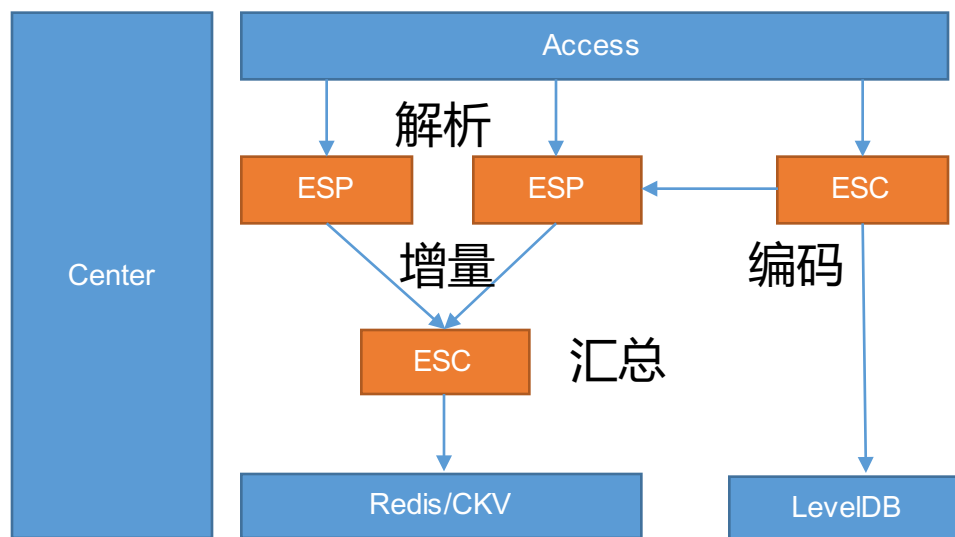 Access
解析
ESP
ESP
ESC
Center
增量
编码
ESC
汇总
Redis/CKV
LevelDB